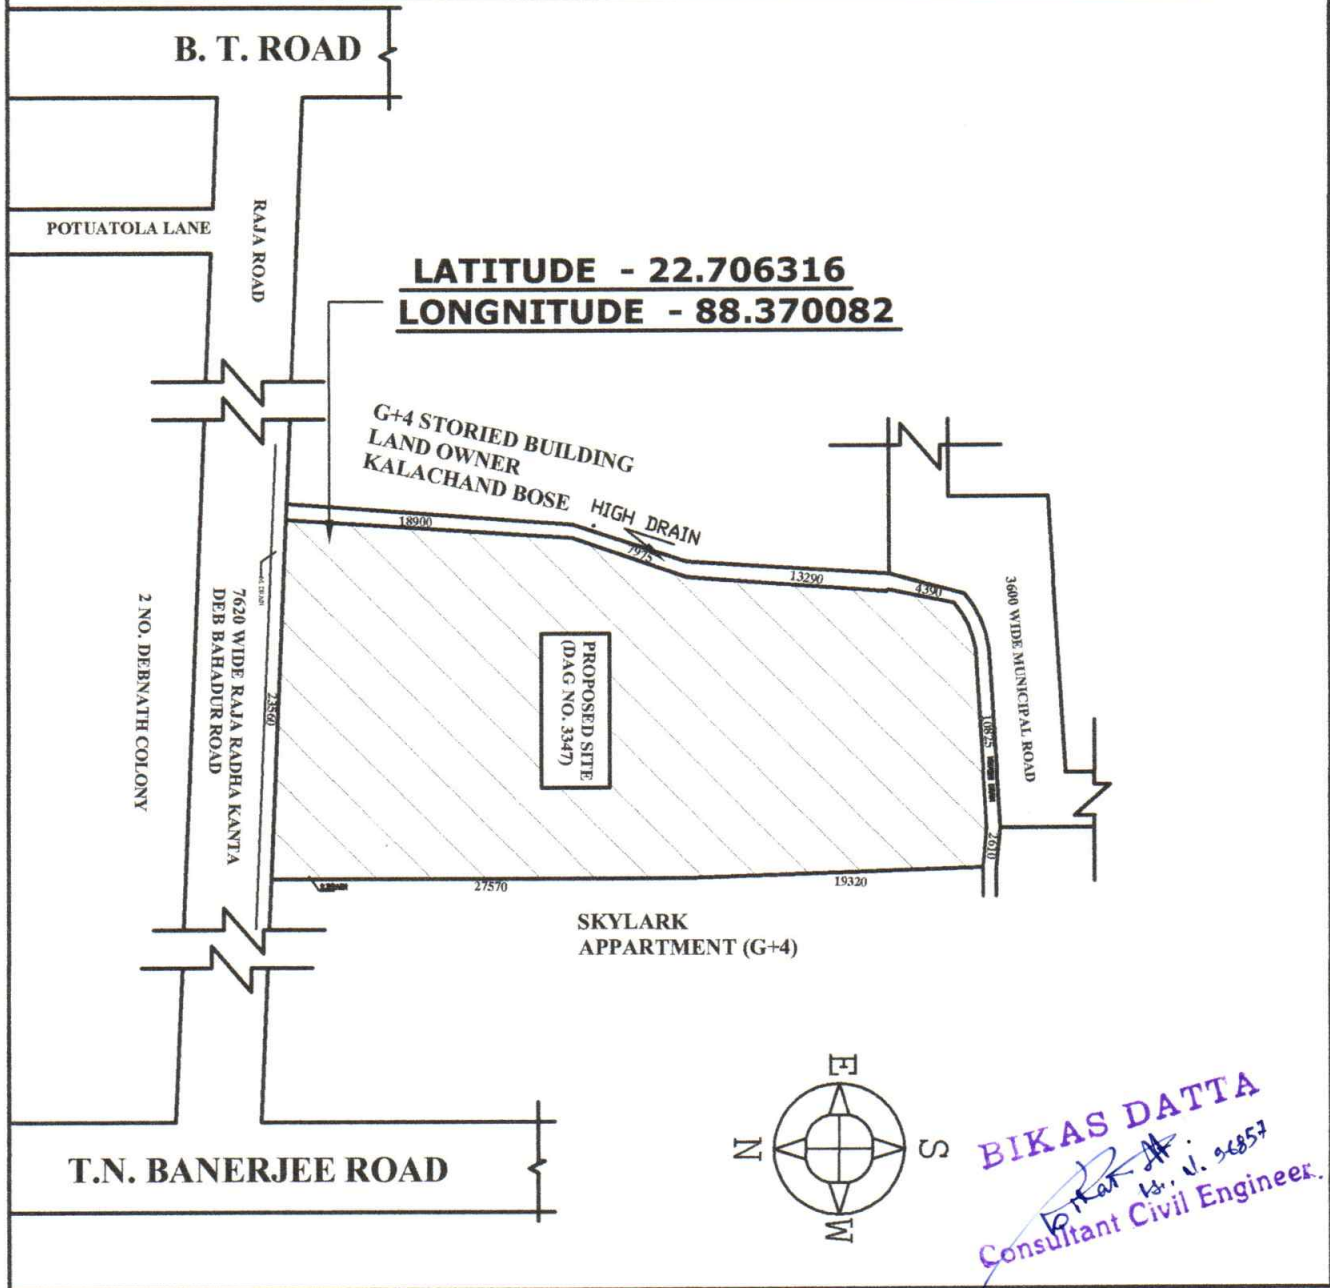 B. T. ROAD
POTUATOLA LANE
RAJA ROAD
LATITUDE - 22.706316
LONGNITUDE - 88.370082
G+4 STORIED BUILDING
LAND OWNER
KALACHAND BOSE
HIGH DRAIN
18900
7975
13290
4390
3600 WIDE MUNICIPAL ROAD
10825
2610
PROPOSED SITE
(DAG NO. 3347)
23560
7620 WIDE RAJA RADHA KANTA
DEB BAHADUR ROAD
2 NO. DEBNATH COLONY
27570
19320
SKYLARK
APPARTMENT (G+4)
E
N
S
W
T.N. BANERJEE ROAD
BIKAS DATTA
Consultant Civil Engineer.